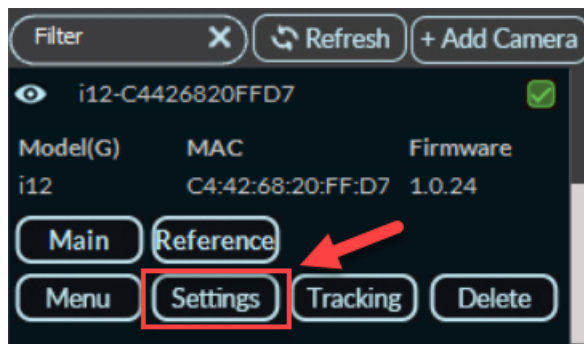 Filter Refresh + Add Camera
i12-C4426820FFD7
Model(G) MAC Firmware
i12 C4:42:68:20:FF:D7 1.0.24
Main Reference
Menu Settings Tracking Delete